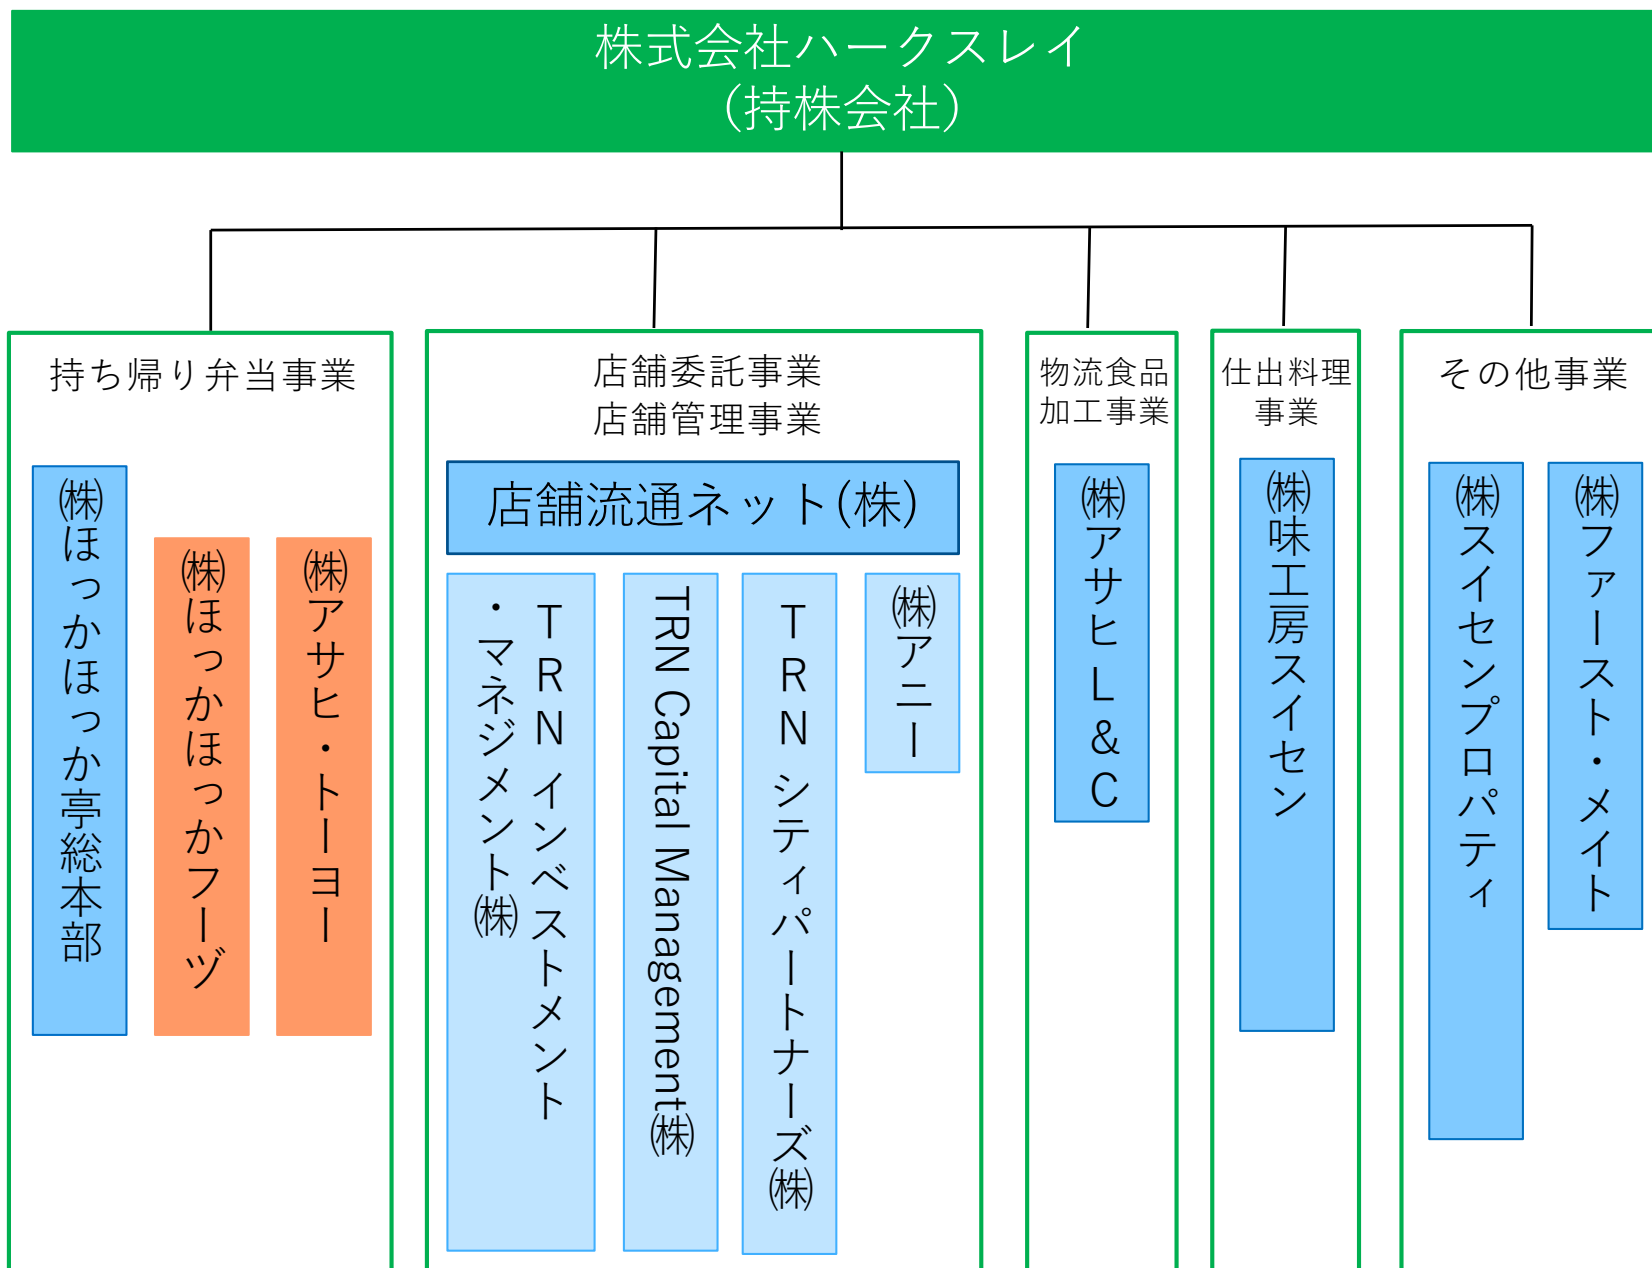 株式会社ハークスレイ
(持株会社)
持ち帰り弁当事業
㈱ほっかほっか亭総本部
㈱ほっかほっかフーヅ
㈱アサヒ・トーヨー
店舗委託事業
店舗管理事業
店舗流通ネット(株)
ＴＲＮ インベストメント
・マネジメント㈱
TRN Capital Management㈱
ＴＲＮ シティパートナーズ㈱
㈱アニー
物流食品
加工事業
㈱アサヒＬ&Ｃ
仕出料理
事業
㈱味工房スイセン
その他事業
㈱スイセンプロパティ
㈱ファースト・メイト